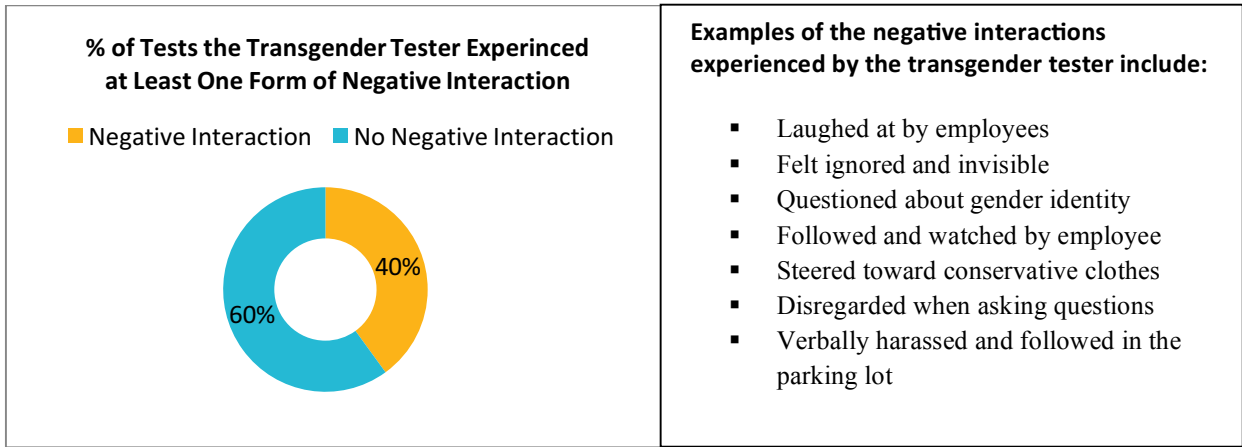 % of Tests the Transgender Tester Experinced
at Least One Form of Negative Interaction
Negative Interaction No Negative Interaction
40%
60%
Examples of the negative interactions
experienced by the transgender tester include:
▪ Laughed at by employees
▪ Felt ignored and invisible
▪ Questioned about gender identity
▪ Followed and watched by employee
▪ Steered toward conservative clothes
▪ Disregarded when asking questions
▪ Verbally harassed and followed in the
parking lot